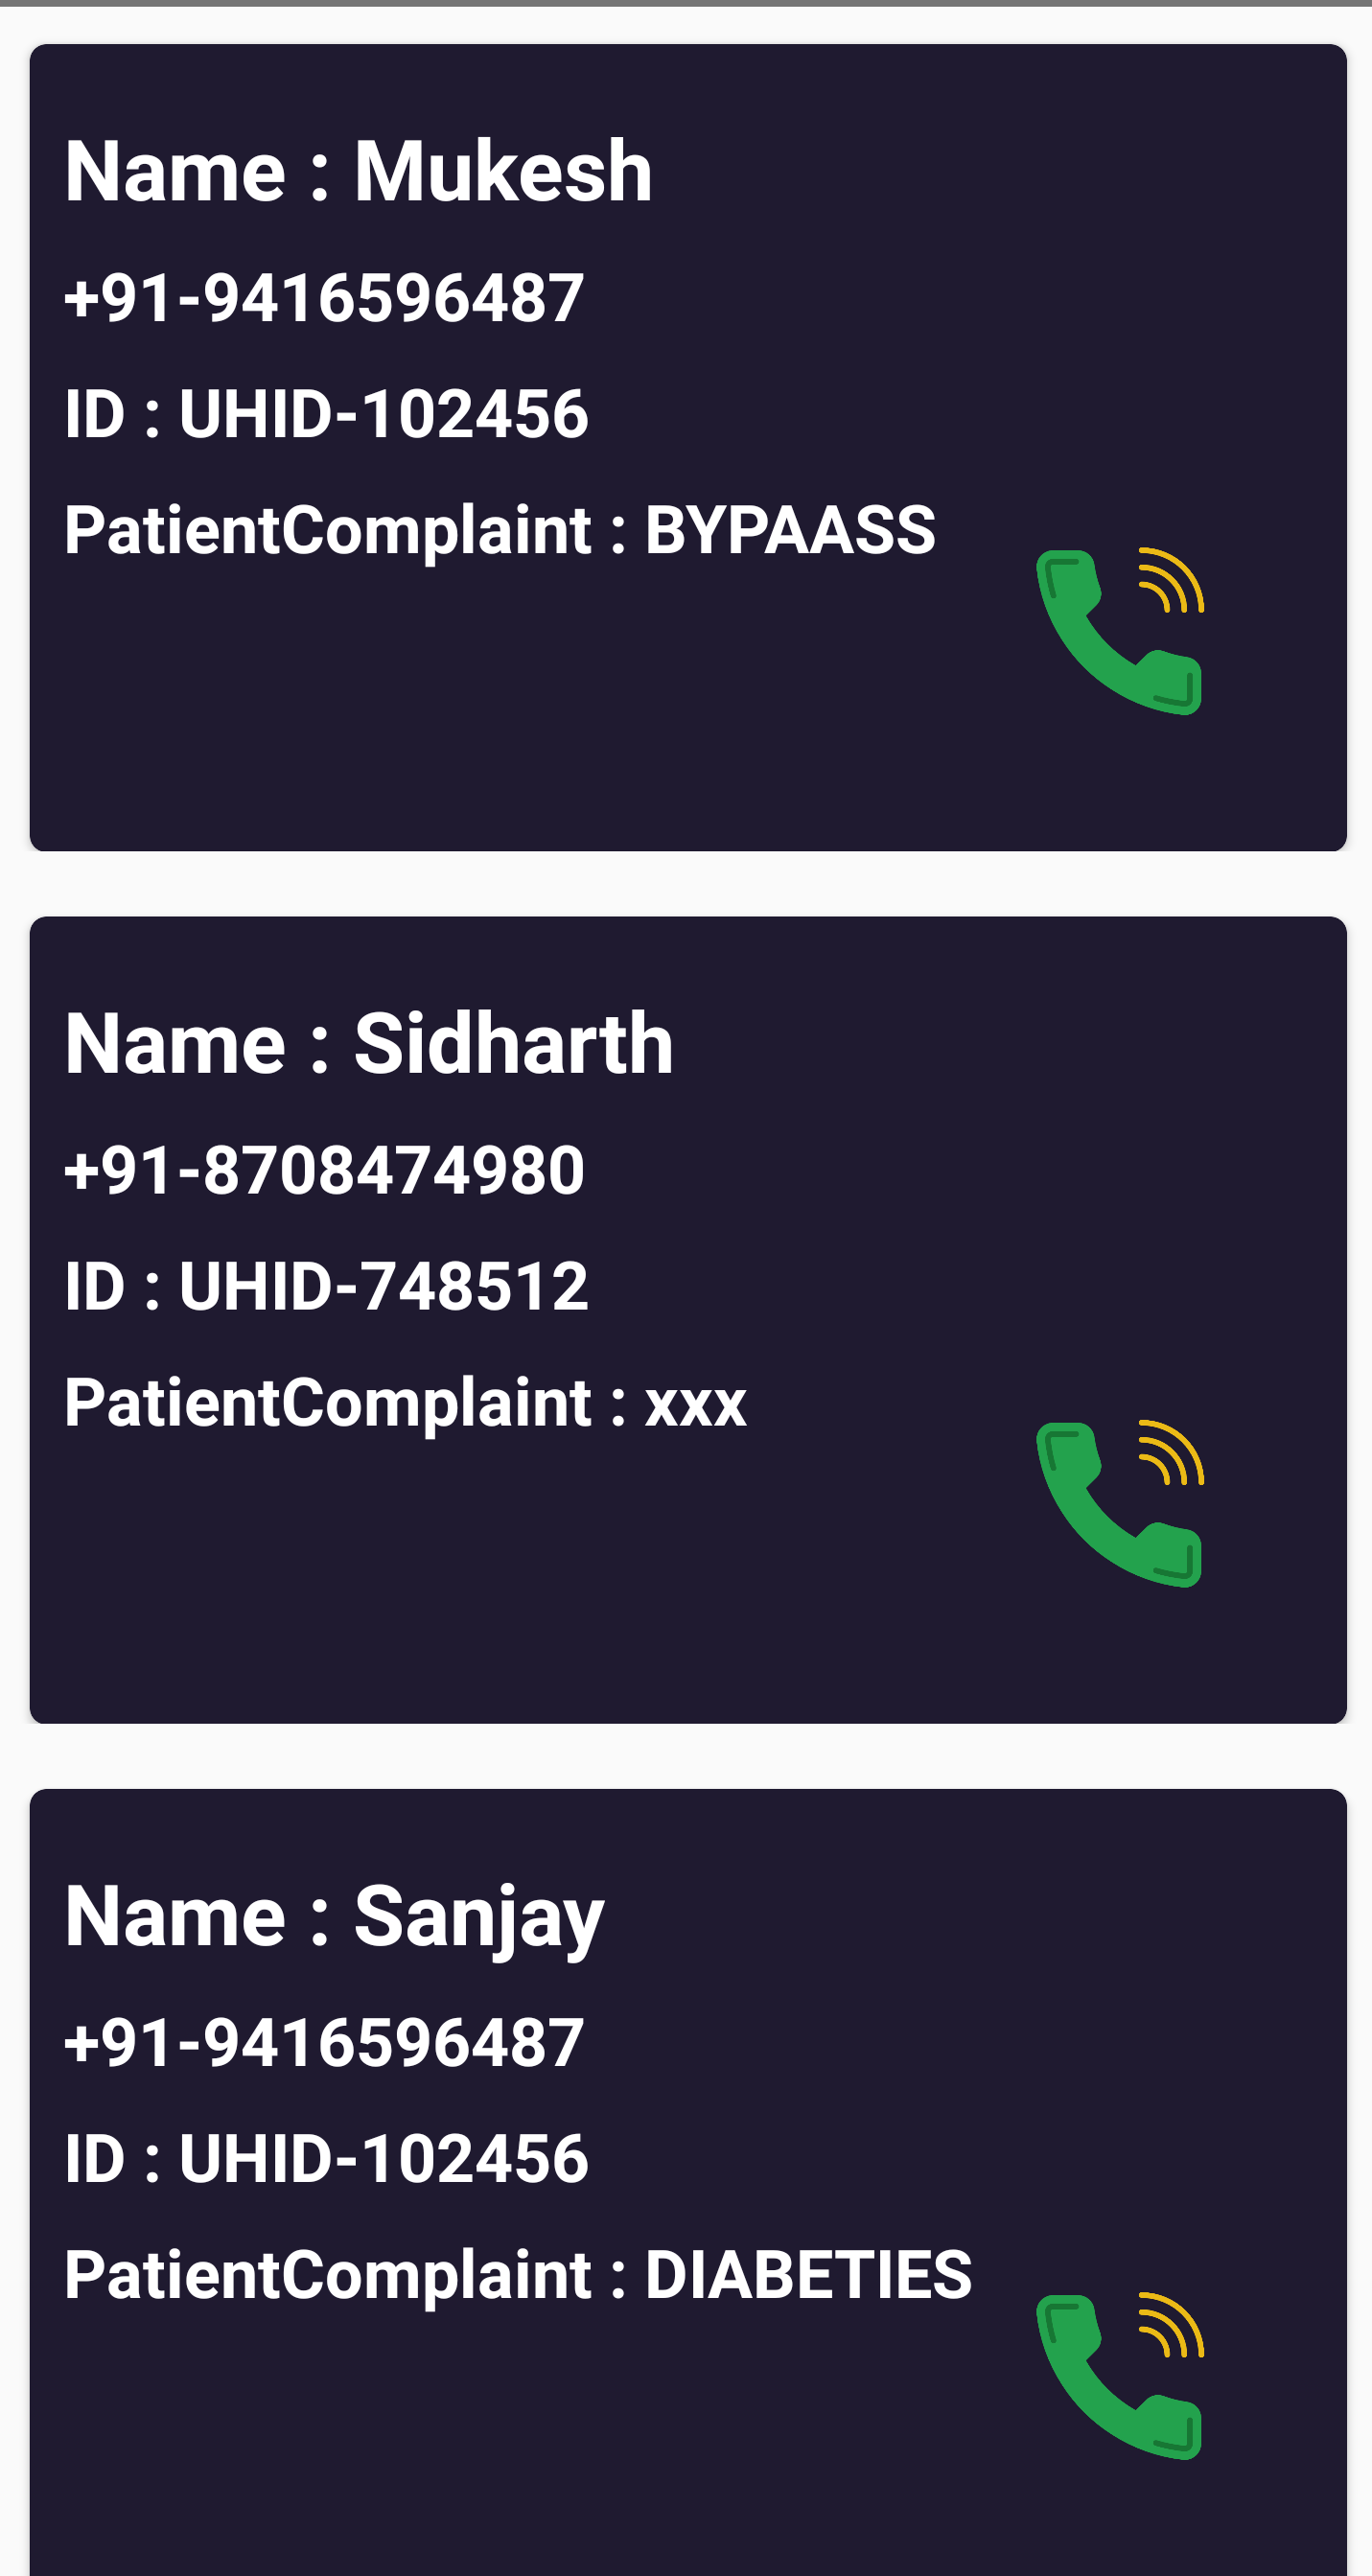 Name : Mukesh
+91-9416596487
ID : UHID-102456
PatientComplaint : BYPAASS
Name : Sidharth
+91-8708474980
ID : UHID-748512
PatientComplaint : xxx
Name : Sanjay
+91-9416596487
ID : UHID-102456
PatientComplaint : DIABETIES